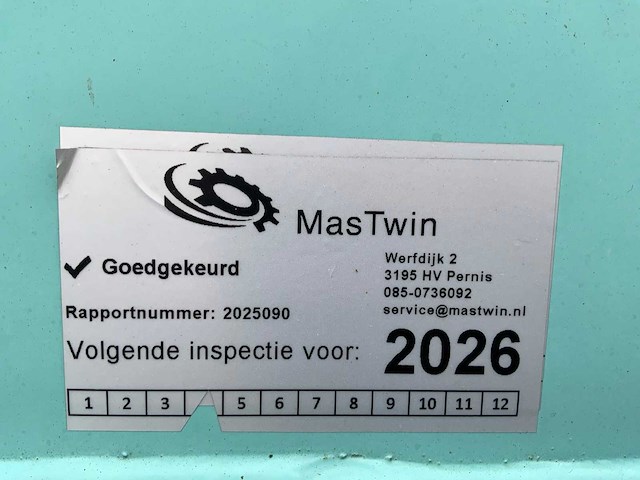 MasTwin
Goedgekeurd
Werfdijk 2
3195 HV Pernis
085-0736092
service@mastwin.nl
Rapportnummer: 2025090
Volgende inspectie voor: 2026
1 2 3 5 6 7 8 9 10 11 12